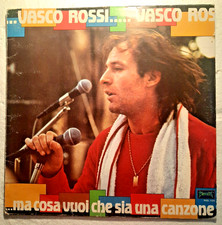 ...VASCO ROSSI.....VASCO ROS
...ma cosa vuoi che sia una canzone